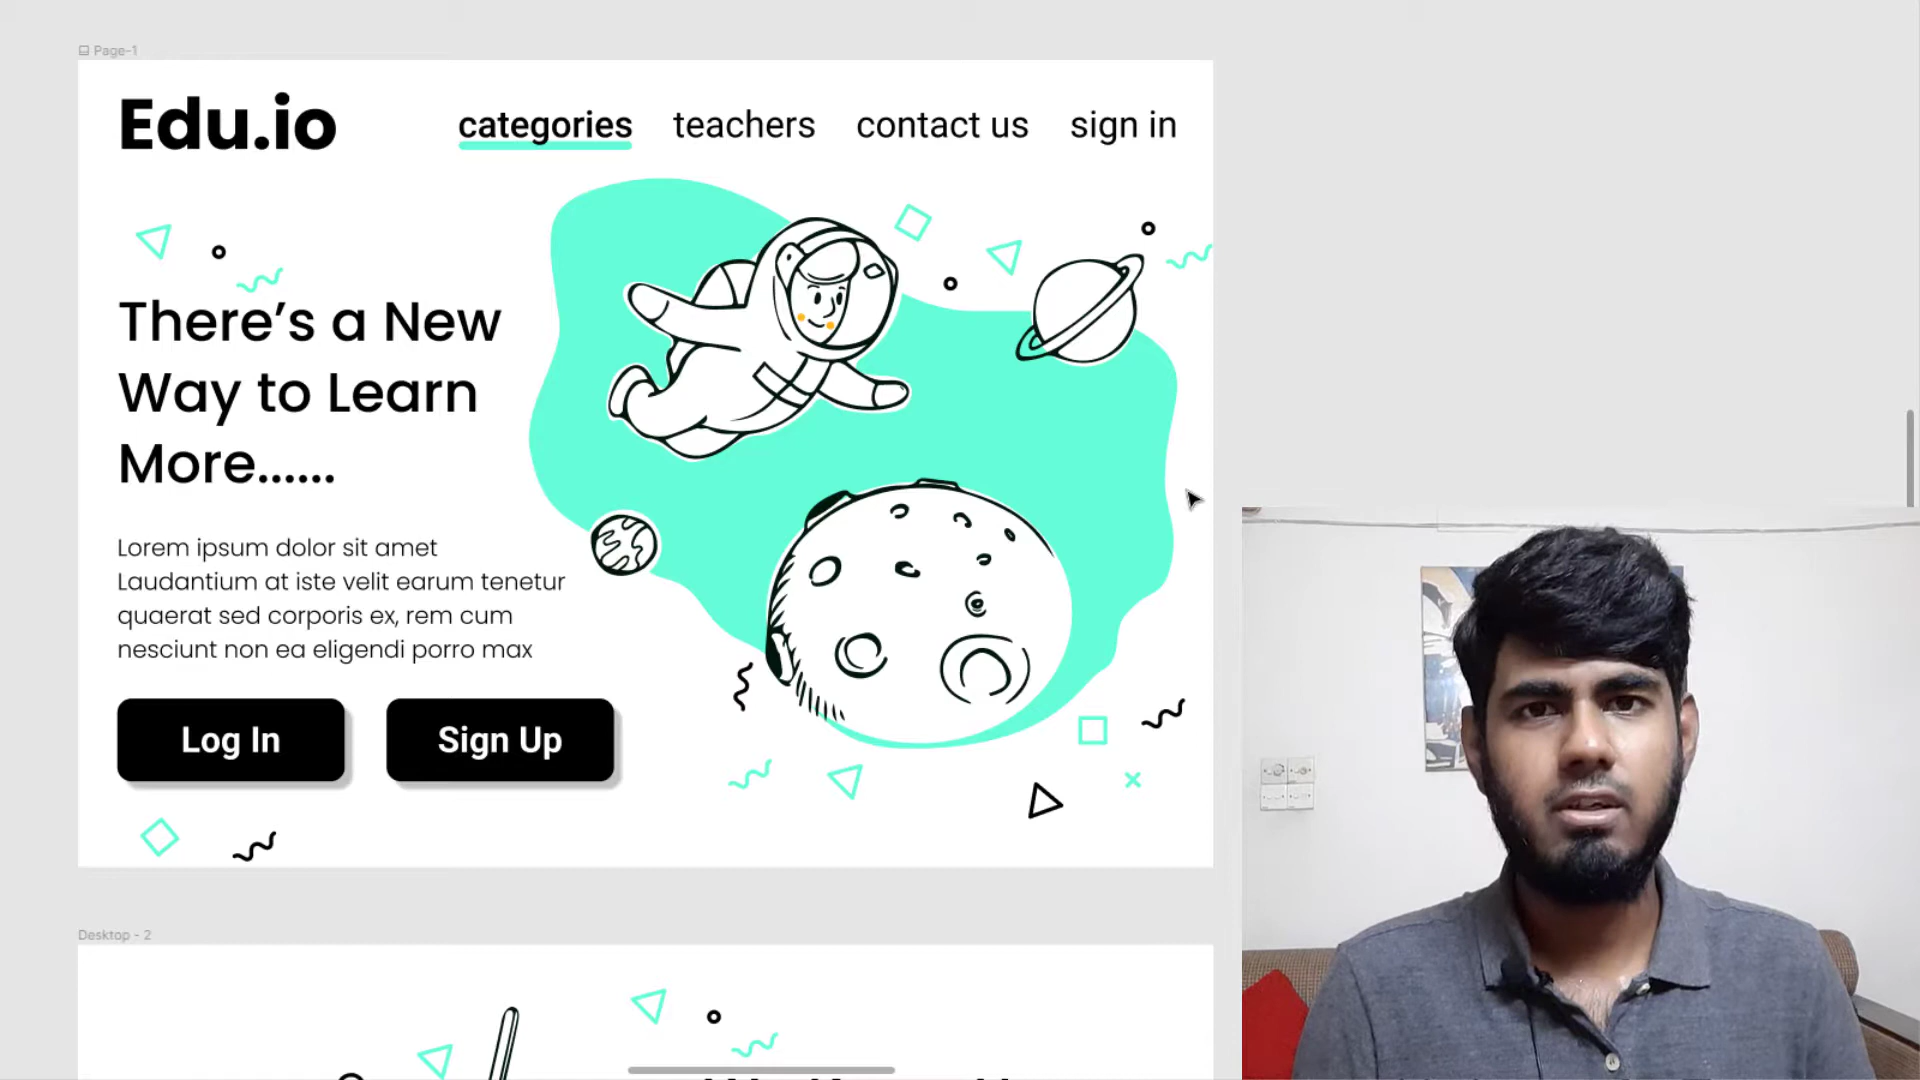 Page-1
Edu.io
categories teachers contact us sign in
There’s a New
Way to Learn
More......
Lorem ipsum dolor sit amet
Laudantium at iste velit earum tenetur
quaerat sed corporis ex, rem cum
nesciunt non ea eligendi porro max
Log In Sign Up
Desktop - 2